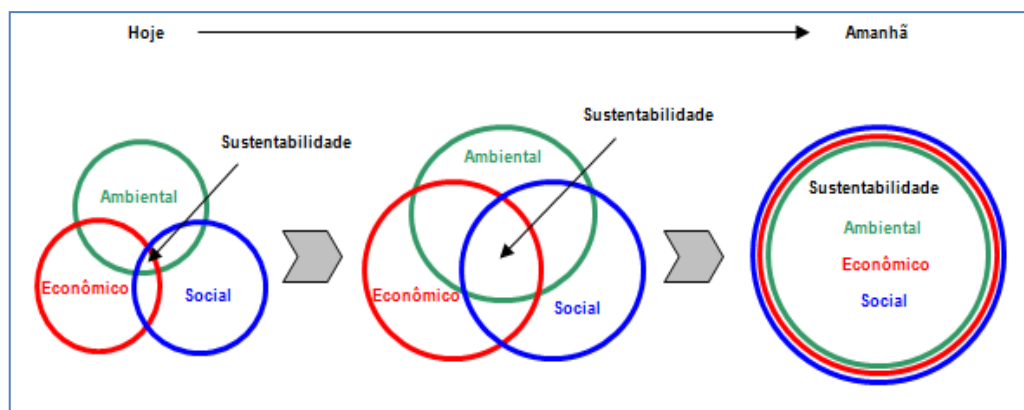 Hoje
Amanhã
Sustentabilidade
Ambiental
Econômico
Social
Sustentabilidade
Ambiental
Econômico
Social
Sustentabilidade
Ambiental
Econômico
Social